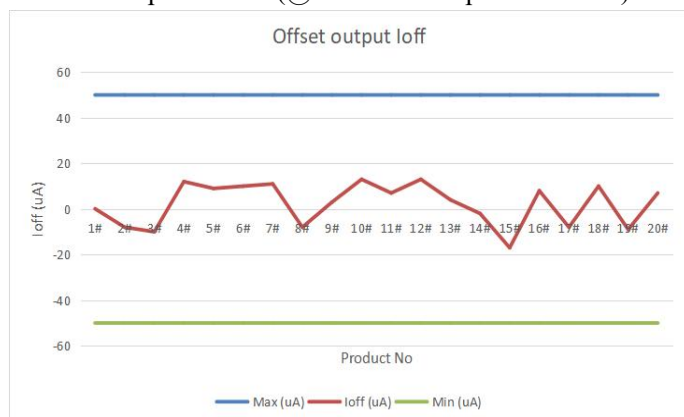 Offset output Ioff
60
40
20
0
-20
-40
-60
Ioff (uA)
1# 2# 3# 4# 5# 6# 7# 8# 9# 10# 11# 12# 13# 14# 15# 16# 17# 18# 19# 20#
Product No
Max (uA) Ioff (uA) Min (uA)